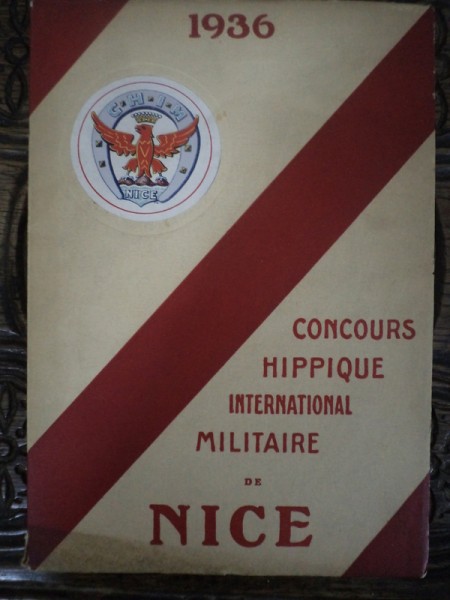 1936
C·H·I·M
NICE
CONCOURS
HIPPIQUE
INTERNATIONAL
MILITAIRE
DE
NICE